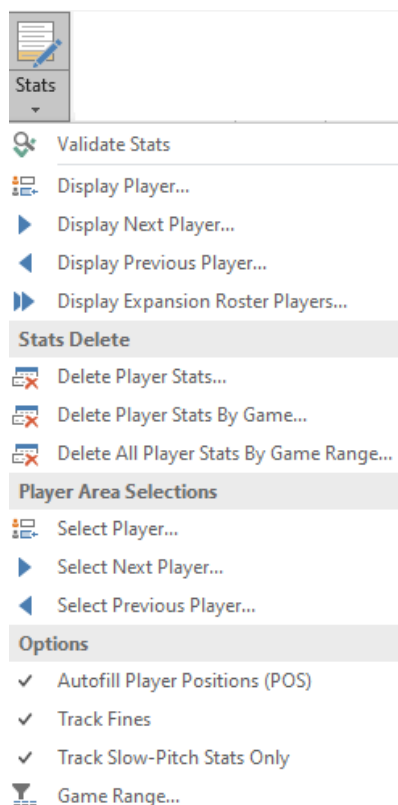 Stats
Validate Stats
Display Player...
Display Next Player...
Display Previous Player...
Display Expansion Roster Players...
Stats Delete
Delete Player Stats...
Delete Player Stats By Game...
Delete All Player Stats By Game Range...
Player Area Selections
Select Player...
Select Next Player...
Select Previous Player...
Options
Autofill Player Positions (POS)
Track Fines
Track Slow-Pitch Stats Only
Game Range...